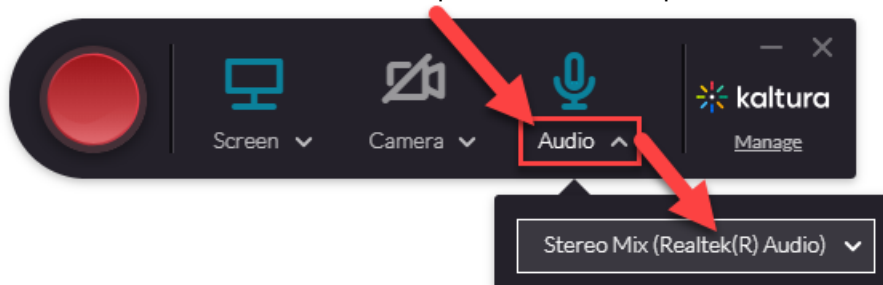 kaltura
Screen Camera Audio Manage
Stereo Mix (Realtek(R) Audio)